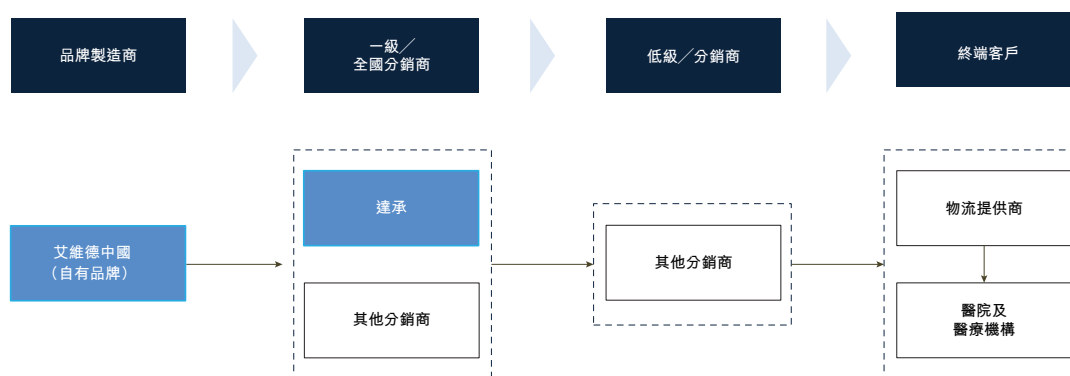 品牌製造商
一級╱
全國分銷商
低級╱分銷商
終端客戶
艾維德中國
（自有品牌）
達承
其他分銷商
其他分銷商
物流提供商
醫院及
醫療機構